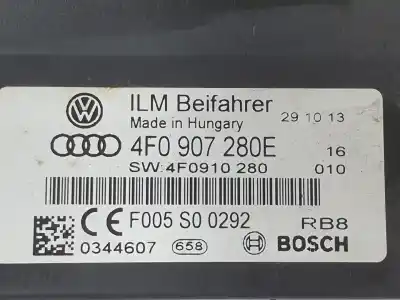 ILM Beifahrer 29 10 13
Made in Hungary
4F0 907 280E 16
SW:4F0910 280 010
F005 S0 0292 RB8
0344607 658 BOSCH